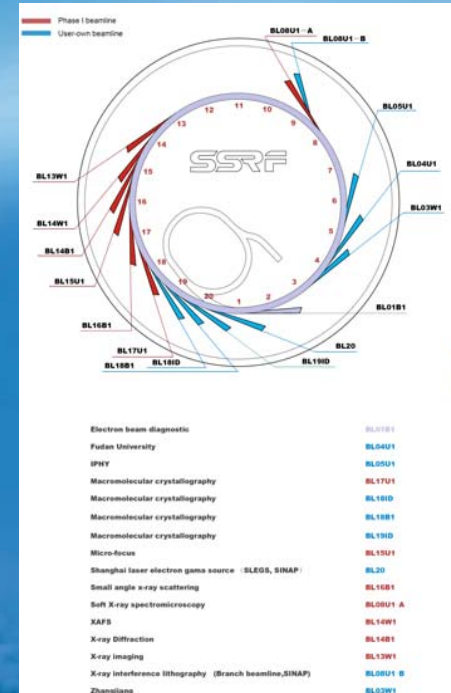 Phase I beamline
User-own beamline
BL08U1-A
BL08U1-B
BL05U1
BL04U1
BL03W1
BL01B1
BL20
BL19ID
BL18ID
BL18B1
BL17U1
BL16B1
BL15U1
BL14B1
BL14W1
BL13W1
SSRF
1
2
3
4
5
6
7
8
9
10
11
12
13
14
15
16
17
18
19
20
Electron beam diagnostic BL01B1
Fudan University BL04U1
IPHY BL05U1
Macromolecular crystallography BL17U1
Macromolecular crystallography BL18ID
Macromolecular crystallography BL18B1
Macromolecular crystallography BL19ID
Micro-focus BL15U1
Shanghai laser electron gama source (SLEGS, SINAP) BL20
Small angle x-ray scattering BL16B1
Soft X-ray spectromicroscopy BL08U1 A
XAFS BL14W1
X-ray Diffraction BL14B1
X-ray imaging BL13W1
X-ray interference lithography (Branch beamline,SINAP) BL08U1 B
Zhangjiang BL03W1